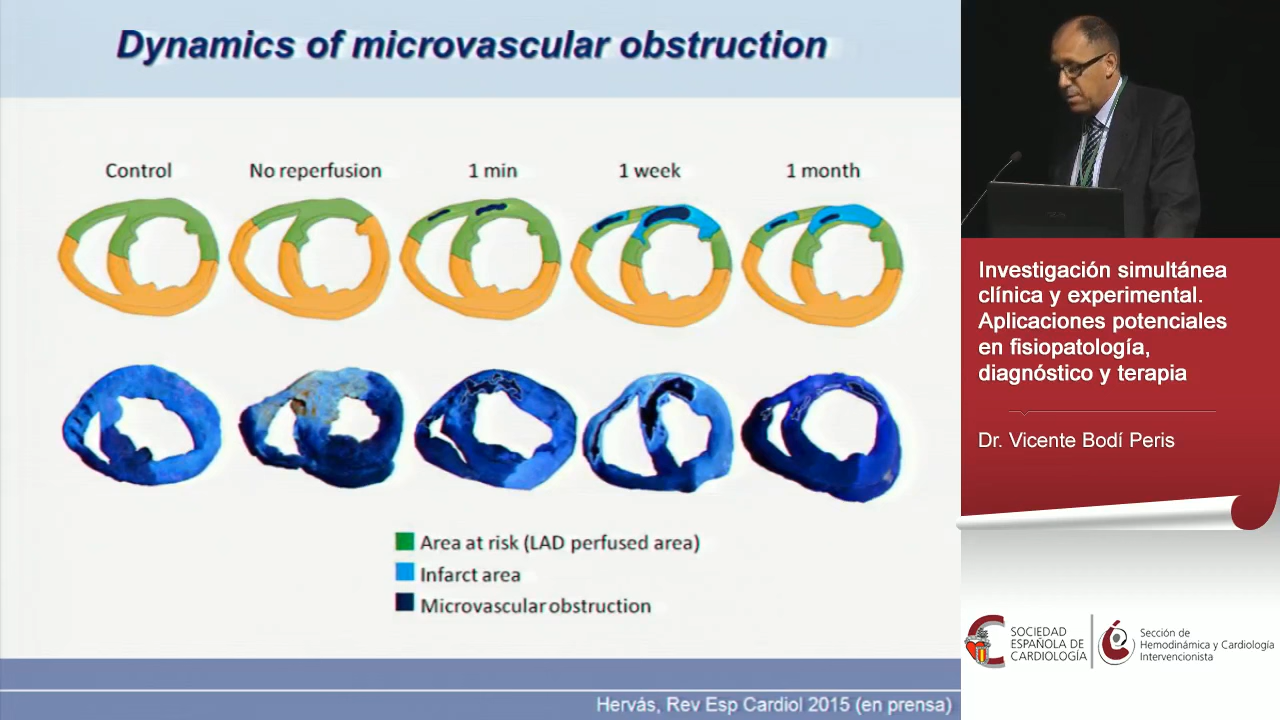 Dynamics of microvascular obstruction
Control
No reperfusion
1 min
1 week
1 month
Area at risk (LAD perfused area)
Infarct area
Microvascular obstruction
Hervás, Rev Esp Cardiol 2015 (en prensa)
Investigación simultánea
clínica y experimental.
Aplicaciones potenciales
en fisiopatología,
diagnóstico y terapia
Dr. Vicente Bodí Peris
SOCIEDAD
ESPAÑOLA DE
CARDIOLOGÍA
Sección de
Hemodinámica y Cardiología
Intervencionista